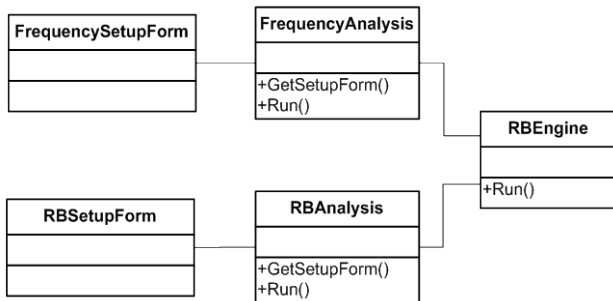 FrequencySetupForm
FrequencyAnalysis
+GetSetupForm()
+Run()
RBEngine
+Run()
RBSetupForm
RBAnalysis
+GetSetupForm()
+Run()